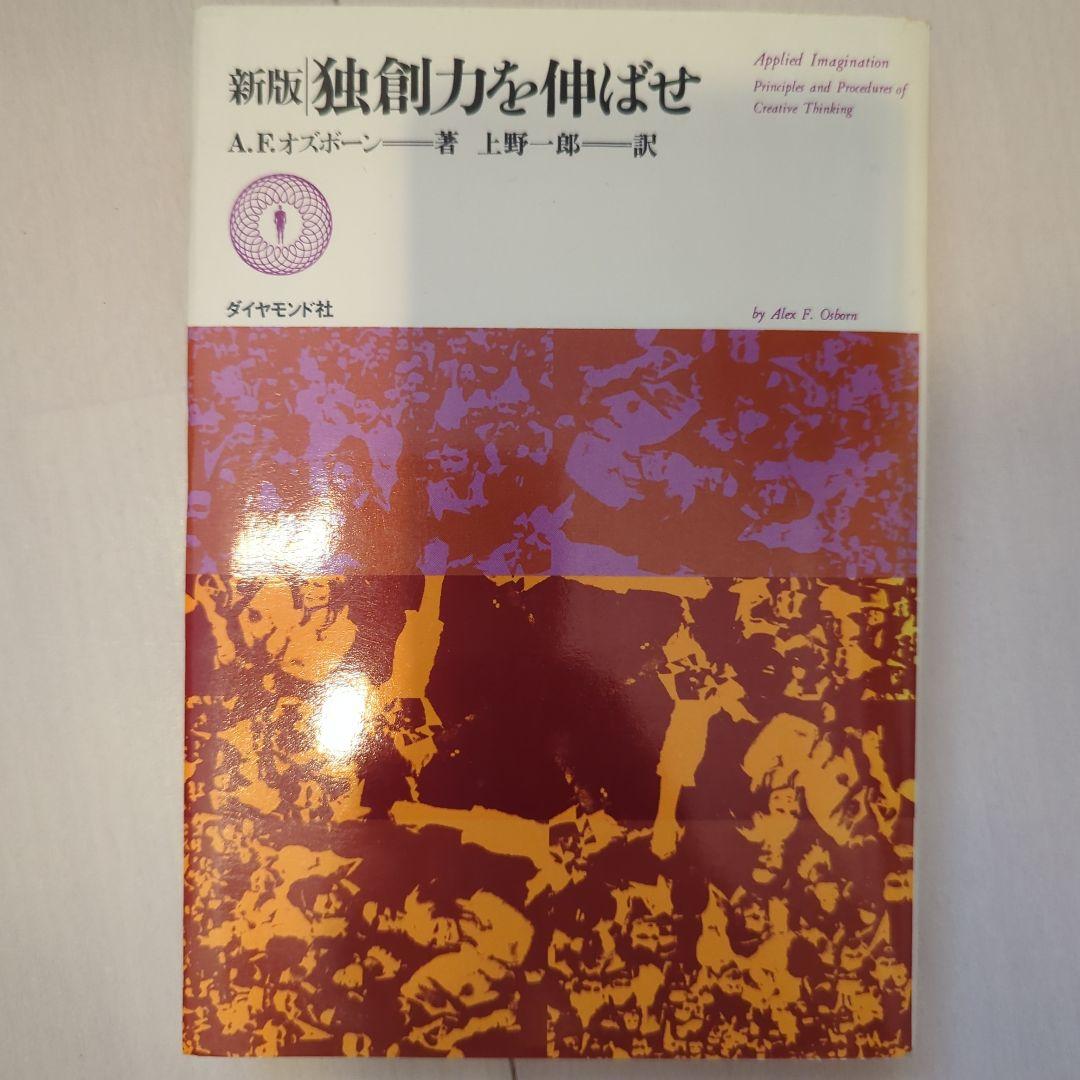 新版|独創力を伸ばせ
A.F.オズボーン――著 上野一郎――訳
Applied Imagination
Principles and Procedures of
Creative Thinking
ダイヤモンド社
by Alex F. Osborn